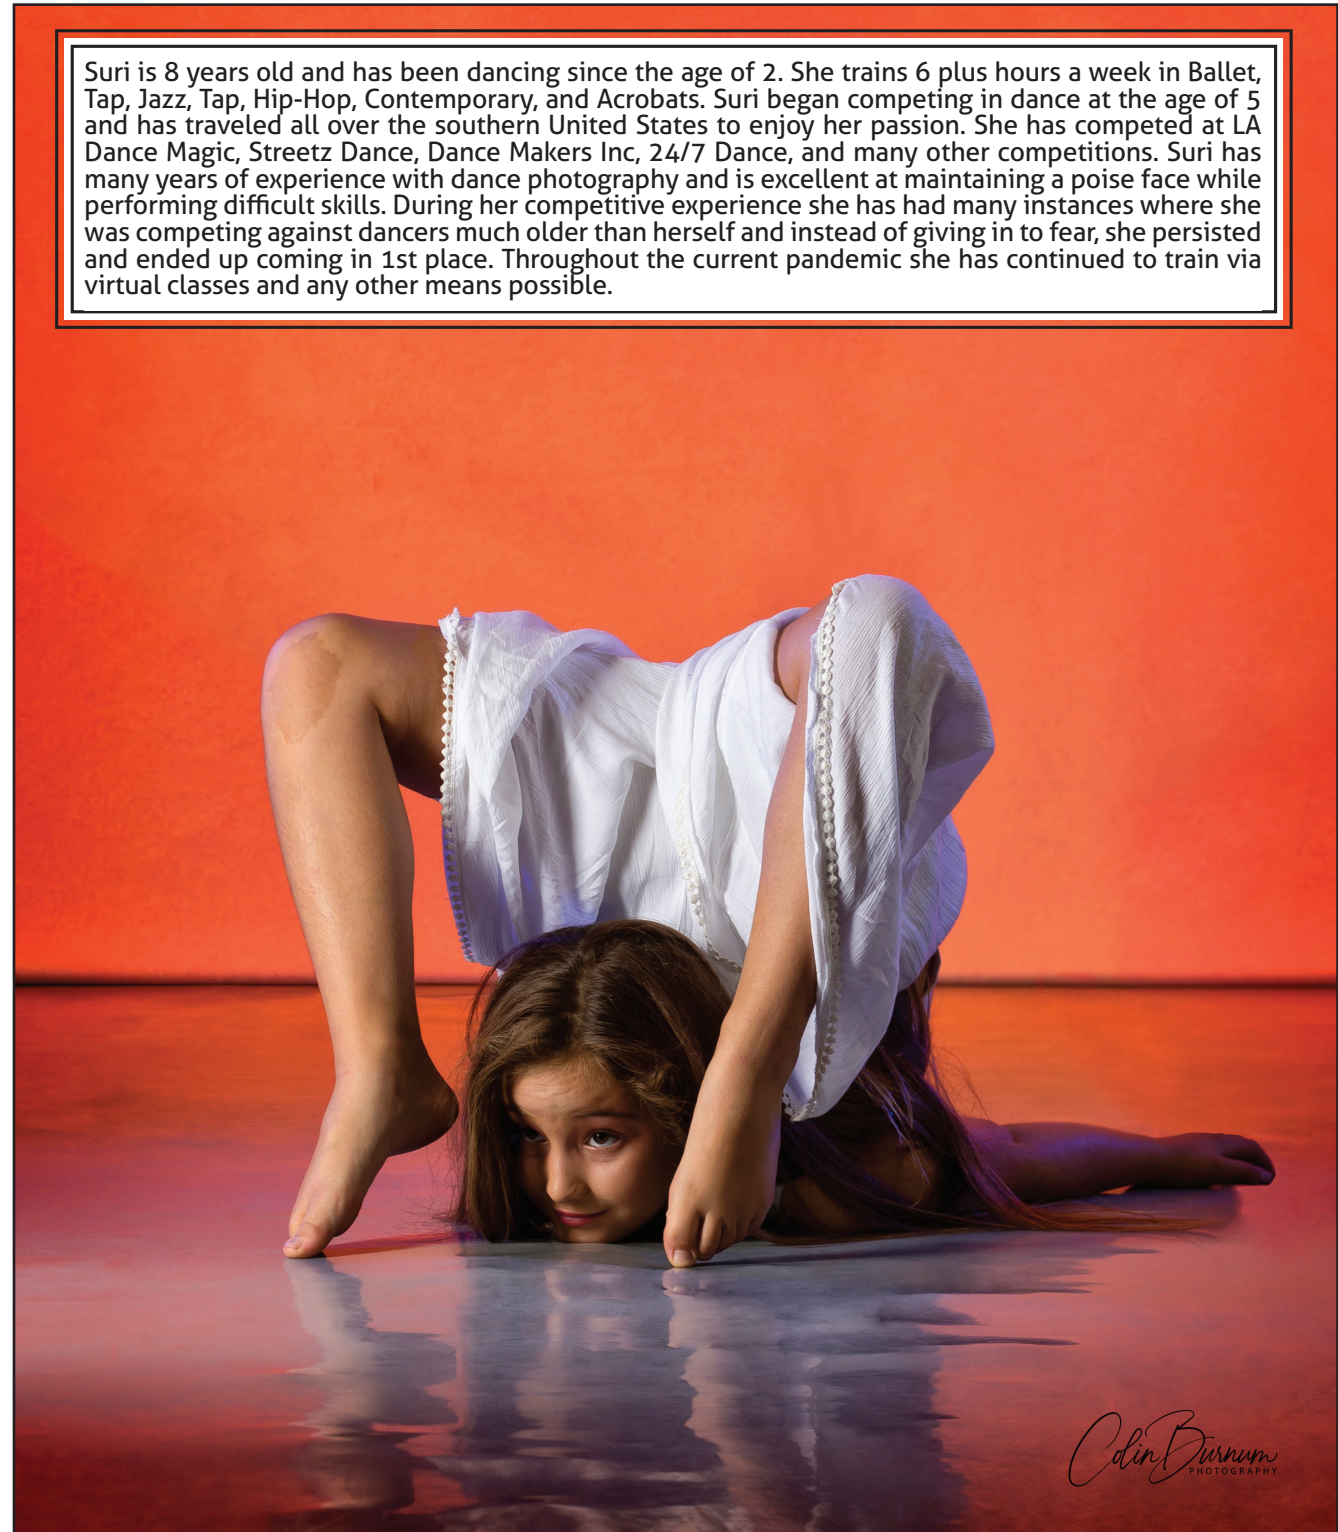 Suri is 8 years old and has been dancing since the age of 2. She trains 6 plus hours a week in Ballet,
Tap, Jazz, Tap, Hip-Hop, Contemporary, and Acrobats. Suri began competing in dance at the age of 5
and has traveled all over the southern United States to enjoy her passion. She has competed at LA
Dance Magic, Streetz Dance, Dance Makers Inc, 24/7 Dance, and many other competitions. Suri has
many years of experience with dance photography and is excellent at maintaining a poise face while
performing difficult skills. During her competitive experience she has had many instances where she
was competing against dancers much older than herself and instead of giving in to fear, she persisted
and ended up coming in 1st place. Throughout the current pandemic she has continued to train via
virtual classes and any other means possible.
Colin Burnum
PHOTOGRAPHY